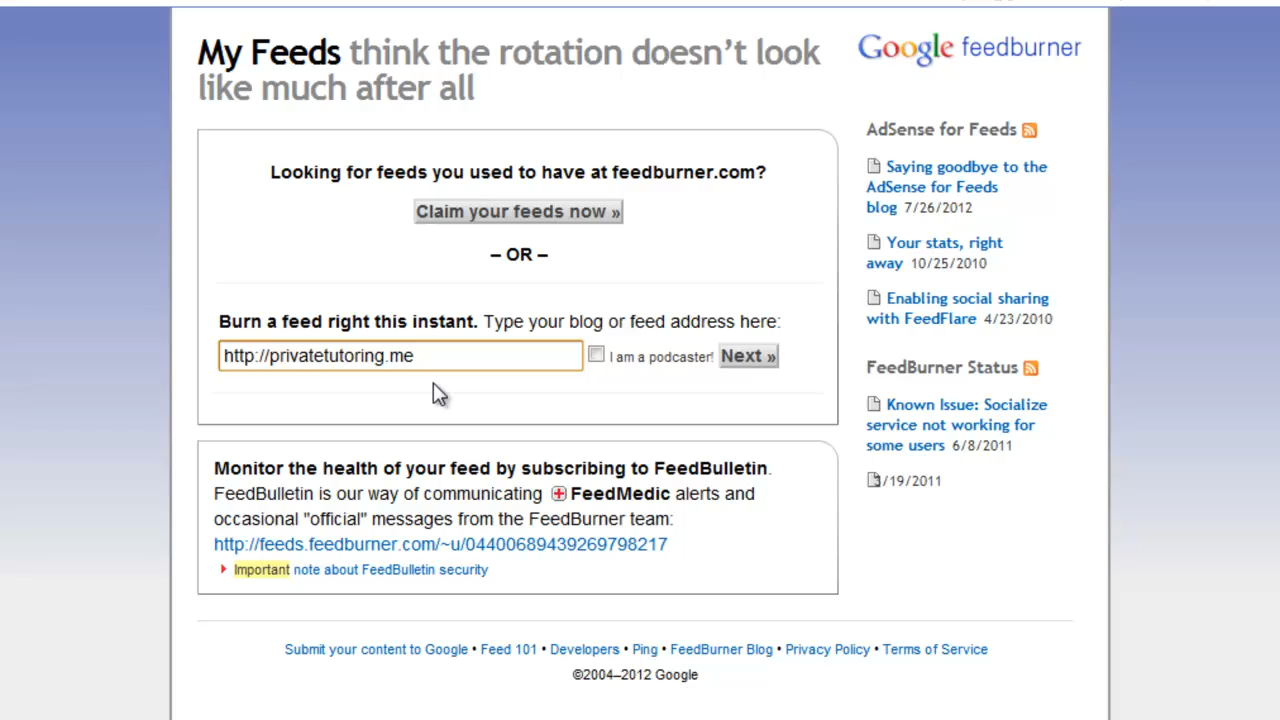 My Feeds think the rotation doesn't look
like much after all
Google feedburner
Looking for feeds you used to have at feedburner.com?
Claim your feeds now »
– OR –
Burn a feed right this instant. Type your blog or feed address here:
http://privatetutoring.me
I am a podcaster!
Next »
Monitor the health of your feed by subscribing to FeedBulletin.
FeedBulletin is our way of communicating FeedMedic alerts and
occasional "official" messages from the FeedBurner team:
http://feeds.feedburner.com/~u/04400689439269798217
Important note about FeedBulletin security
AdSense for Feeds
Saying goodbye to the
AdSense for Feeds
blog 7/26/2012
Your stats, right
away 10/25/2010
Enabling social sharing
with FeedFlare 4/23/2010
FeedBurner Status
Known Issue: Socialize
service not working for
some users 6/8/2011
/19/2011
Submit your content to Google • Feed 101 • Developers • Ping • FeedBurner Blog • Privacy Policy • Terms of Service
©2004–2012 Google